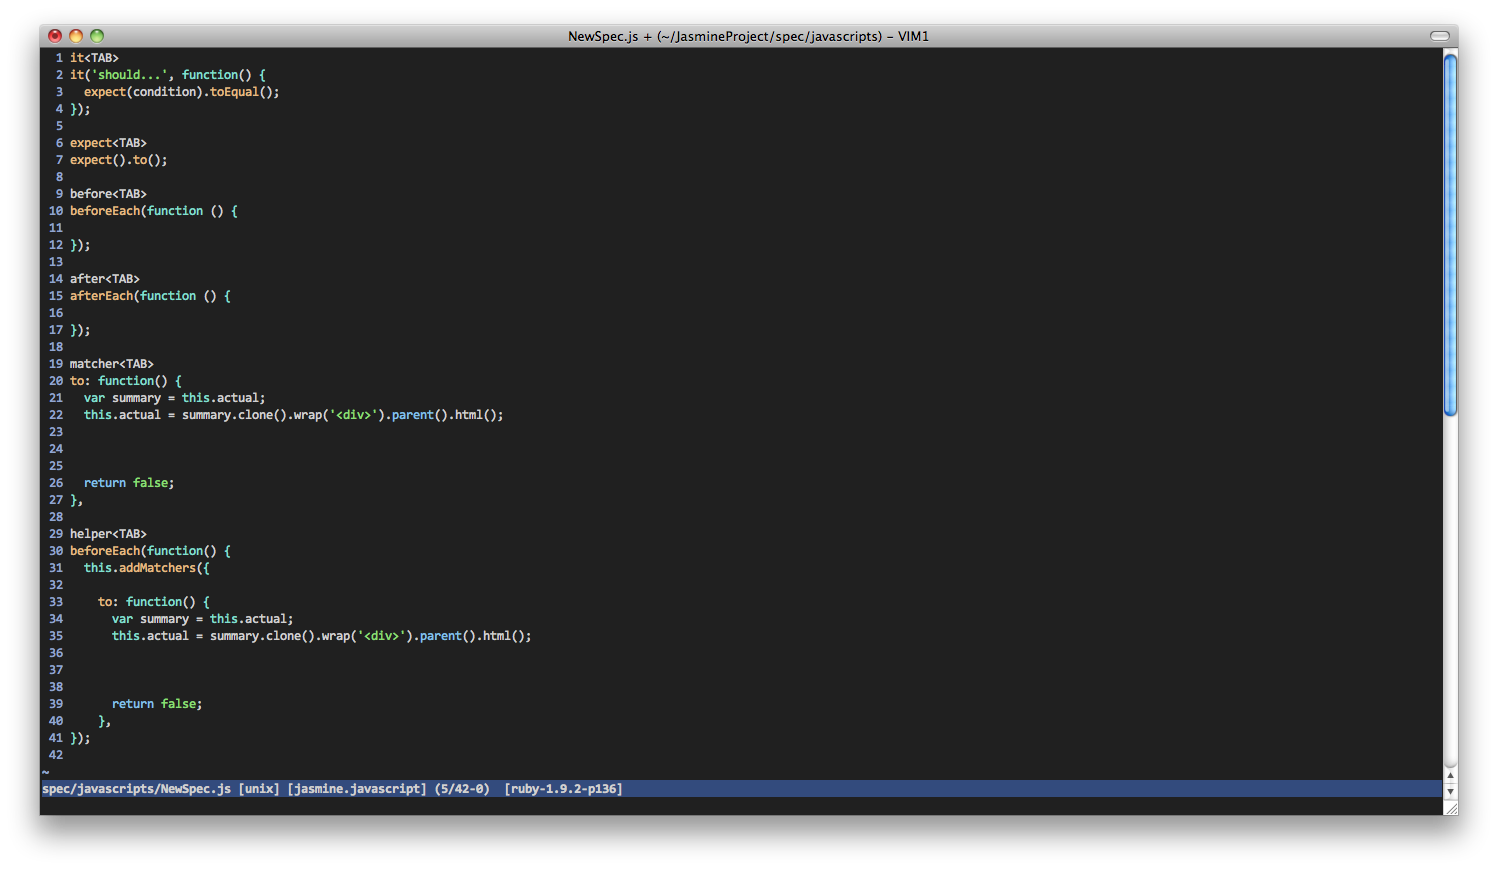 NewSpec.js + (~/JasmineProject/spec/javascripts) – VIM1
1 it<TAB>
2 it('should...', function() {
3   expect(condition).toEqual();
4 });
5
6 expect<TAB>
7 expect().to();
8
9 before<TAB>
10 beforeEach(function () {
11
12 });
13
14 after<TAB>
15 afterEach(function () {
16
17 });
18
19 matcher<TAB>
20 to: function() {
21   var summary = this.actual;
22   this.actual = summary.clone().wrap('<div>').parent().html();
23
24
25
26   return false;
27 },
28
29 helper<TAB>
30 beforeEach(function() {
31   this.addMatchers({
32
33     to: function() {
34       var summary = this.actual;
35       this.actual = summary.clone().wrap('<div>').parent().html();
36
37
38
39       return false;
40     },
41 });
42
~
spec/javascripts/NewSpec.js [unix] [jasmine.javascript] (5/42-0)  [ruby-1.9.2-p136]